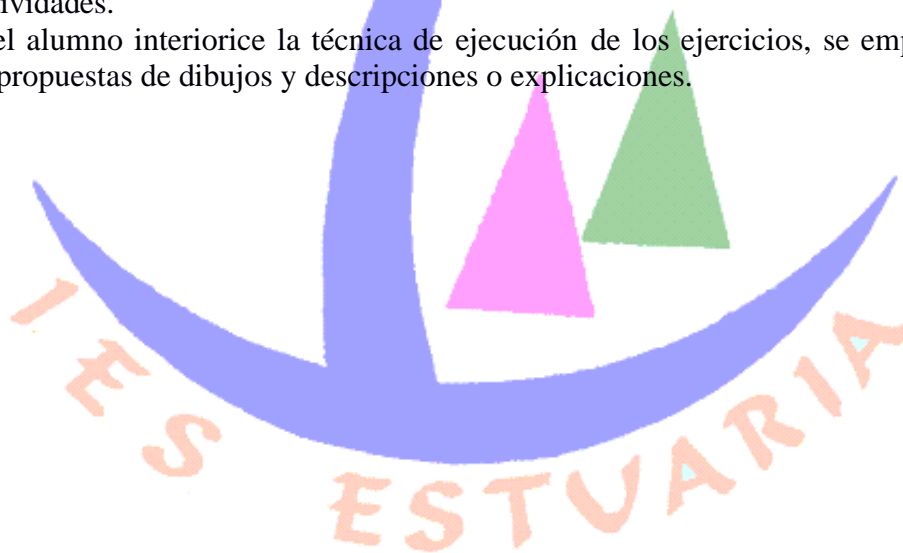 ividades.
el alumno interiorice la técnica de ejecución de los ejercicios, se emp
propuestas de dibujos y descripciones o explicaciones.
IES ESTUARIA